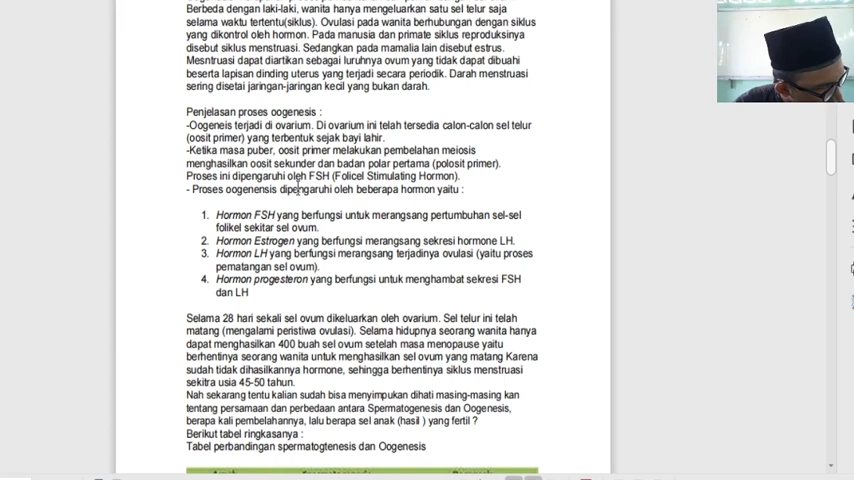 Berbeda dengan laki-laki, wanita hanya mengeluarkan satu sel telur saja
selama waktu tertentu(siklus). Ovulasi pada wanita berhubungan dengan siklus
yang dikontrol oleh hormon. Pada manusia dan primate siklus reproduksinya
disebut siklus menstruasi. Sedangkan pada mamalia lain disebut estrus.
Mesntruasi dapat diartikan sebagai luruhnya ovum yang tidak dapat dibuahi
beserta lapisan dinding uterus yang terjadi secara periodik. Darah menstruasi
sering disetai jaringan-jaringan kecil yang bukan darah.
Penjelasan proses oogenesis :
-Oogeneis terjadi di ovarium. Di ovarium ini telah tersedia calon-calon sel telur
(oosit primer) yang terbentuk sejak bayi lahir.
-Ketika masa puber, oosit primer melakukan pembelahan meiosis
menghasilkan oosit sekunder dan badan polar pertama (polosit primer).
Proses ini dipengaruhi oleh FSH (Folicel Stimulating Hormon).
- Proses oogenensis dipengaruhi oleh beberapa hormon yaitu :
1. Hormon FSH yang berfungsi untuk merangsang pertumbuhan sel-sel
folikel sekitar sel ovum.
2. Hormon Estrogen yang berfungsi merangsang sekresi hormone LH.
3. Hormon LH yang berfungsi merangsang terjadinya ovulasi (yaitu proses
pematangan sel ovum).
4. Hormon progesteron yang berfungsi untuk menghambat sekresi FSH
dan LH
Selama 28 hari sekali sel ovum dikeluarkan oleh ovarium. Sel telur ini telah
matang (mengalami peristiwa ovulasi). Selama hidupnya seorang wanita hanya
dapat menghasilkan 400 buah sel ovum setelah masa menopause yaitu
berhentinya seorang wanita untuk menghasilkan sel ovum yang matang Karena
sudah tidak dihasilkannya hormone, sehingga berhentinya siklus menstruasi
sekitra usia 45-50 tahun.
Nah sekarang tentu kalian sudah bisa menyimpukan dihati masing-masing kan
tentang persamaan dan perbedaan antara Spermatogenesis dan Oogenesis,
berapa kali pembelahannya, lalu berapa sel anak (hasil ) yang fertil ?
Berikut tabel ringkasanya :
Tabel perbandingan spermatogtenesis dan Oogenesis